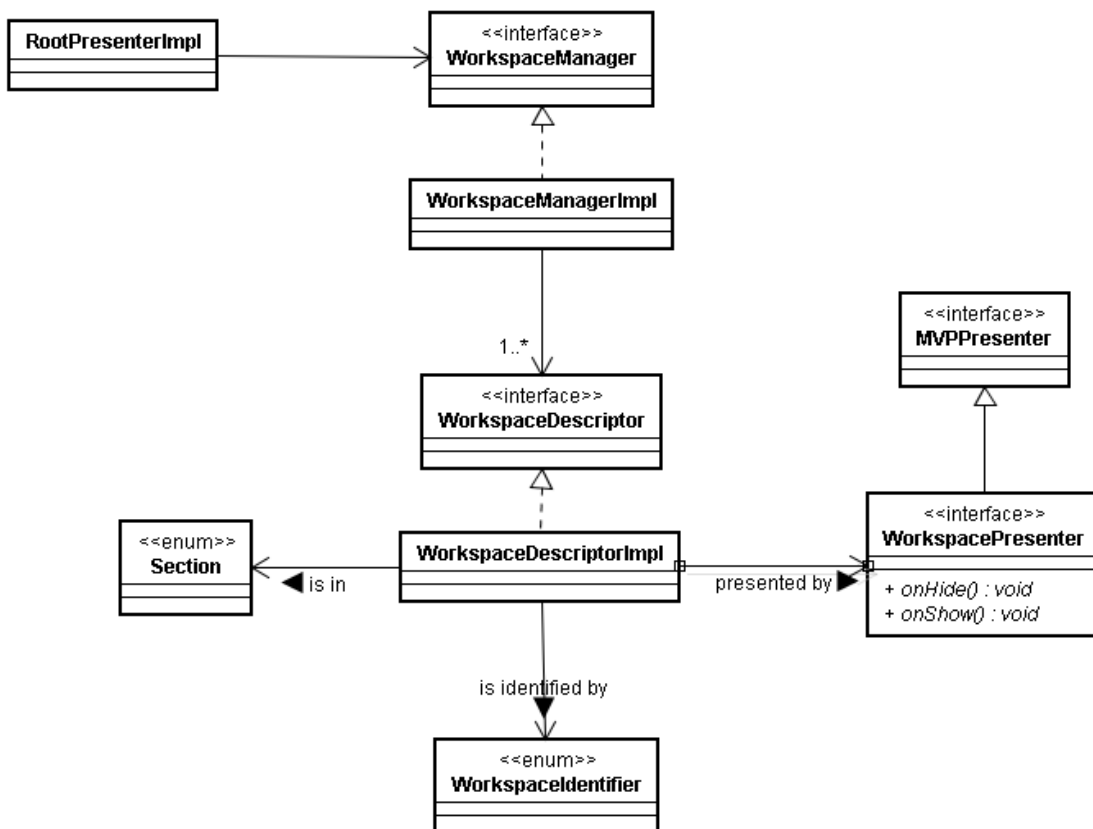 RootPresenterImpl
<<interface>>
WorkspaceManager
WorkspaceManagerImpl
1..*
<<interface>>
WorkspaceDescriptor
<<interface>>
MVPPresenter
<<enum>>
Section
is in
WorkspaceDescriptorImpl
presented by
<<interface>>
WorkspacePresenter
+ onHide() : void
+ onShow() : void
is identified by
<<enum>>
WorkspaceIdentifier